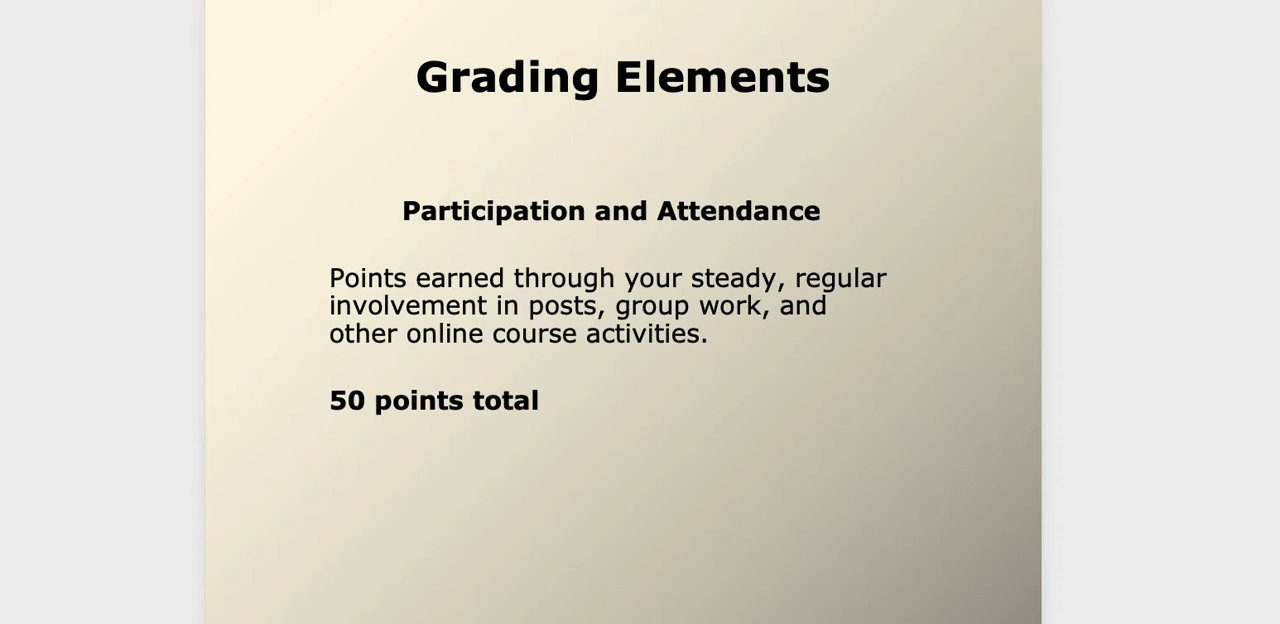 Grading Elements
Participation and Attendance
Points earned through your steady, regular
involvement in posts, group work, and
other online course activities.
50 points total